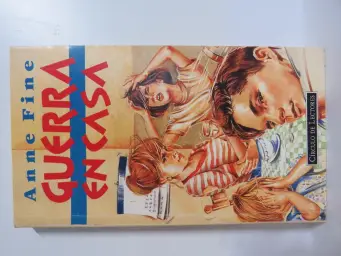 Anne Fine
GUERRA
EN CASA
CÍRCULO DE LECTORES